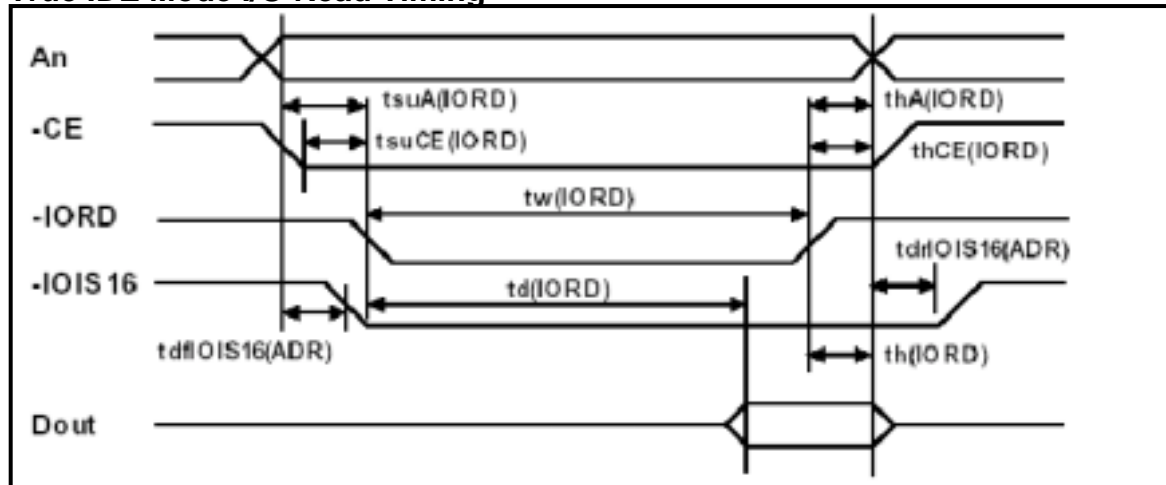 True IDE Mode I/O Read Timing
An
tsuA(IORD)
thA(IORD)
-CE
tsuCE(IORD)
thCE(IORD)
tw(IORD)
-IORD
tdrIOIS16(ADR)
-IOIS16
td(IORD)
tdfIOIS16(ADR)
th(IORD)
Dout